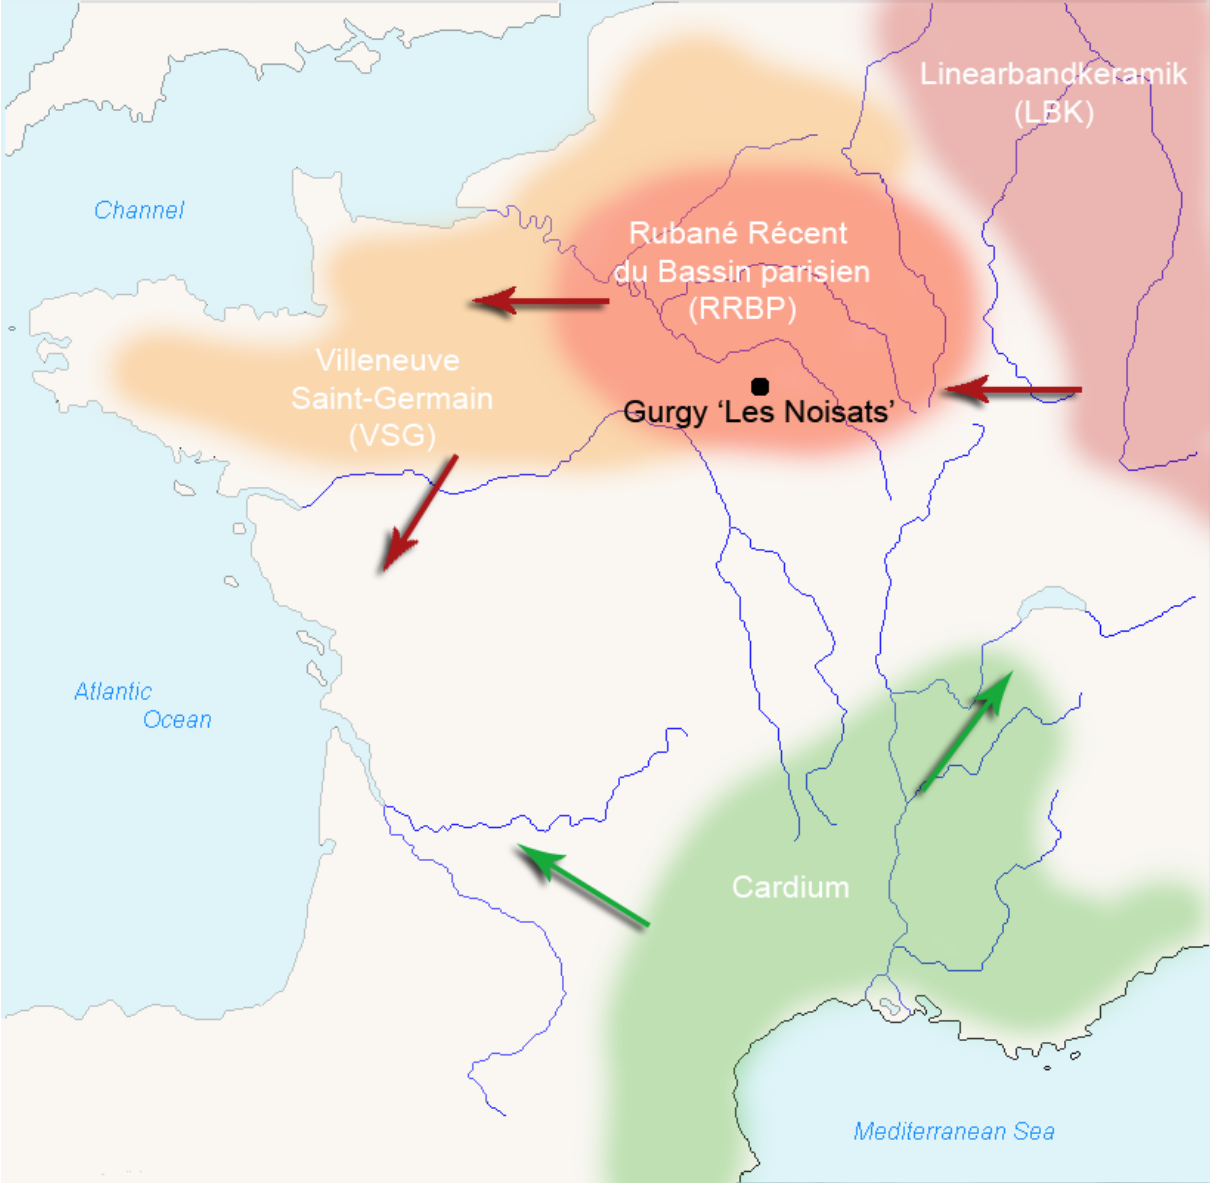 Linearbandkeramik
(LBK)
Channel
Rubané Récent
du Bassin parisien
(RRBP)
Villeneuve
Saint-Germain
(VSG)
Gurgy ‘Les Noisats’
Atlantic
Ocean
Cardium
Mediterranean Sea